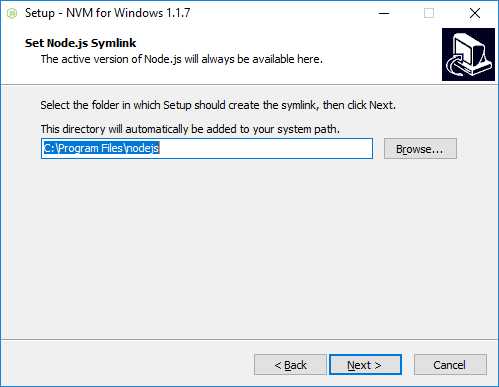 Setup - NVM for Windows 1.1.7
Set Node.js Symlink
The active version of Node.js will always be available here.
Select the folder in which Setup should create the symlink, then click Next.
This directory will automatically be added to your system path.
C:\Program Files\nodejs
Browse...
< Back
Next >
Cancel